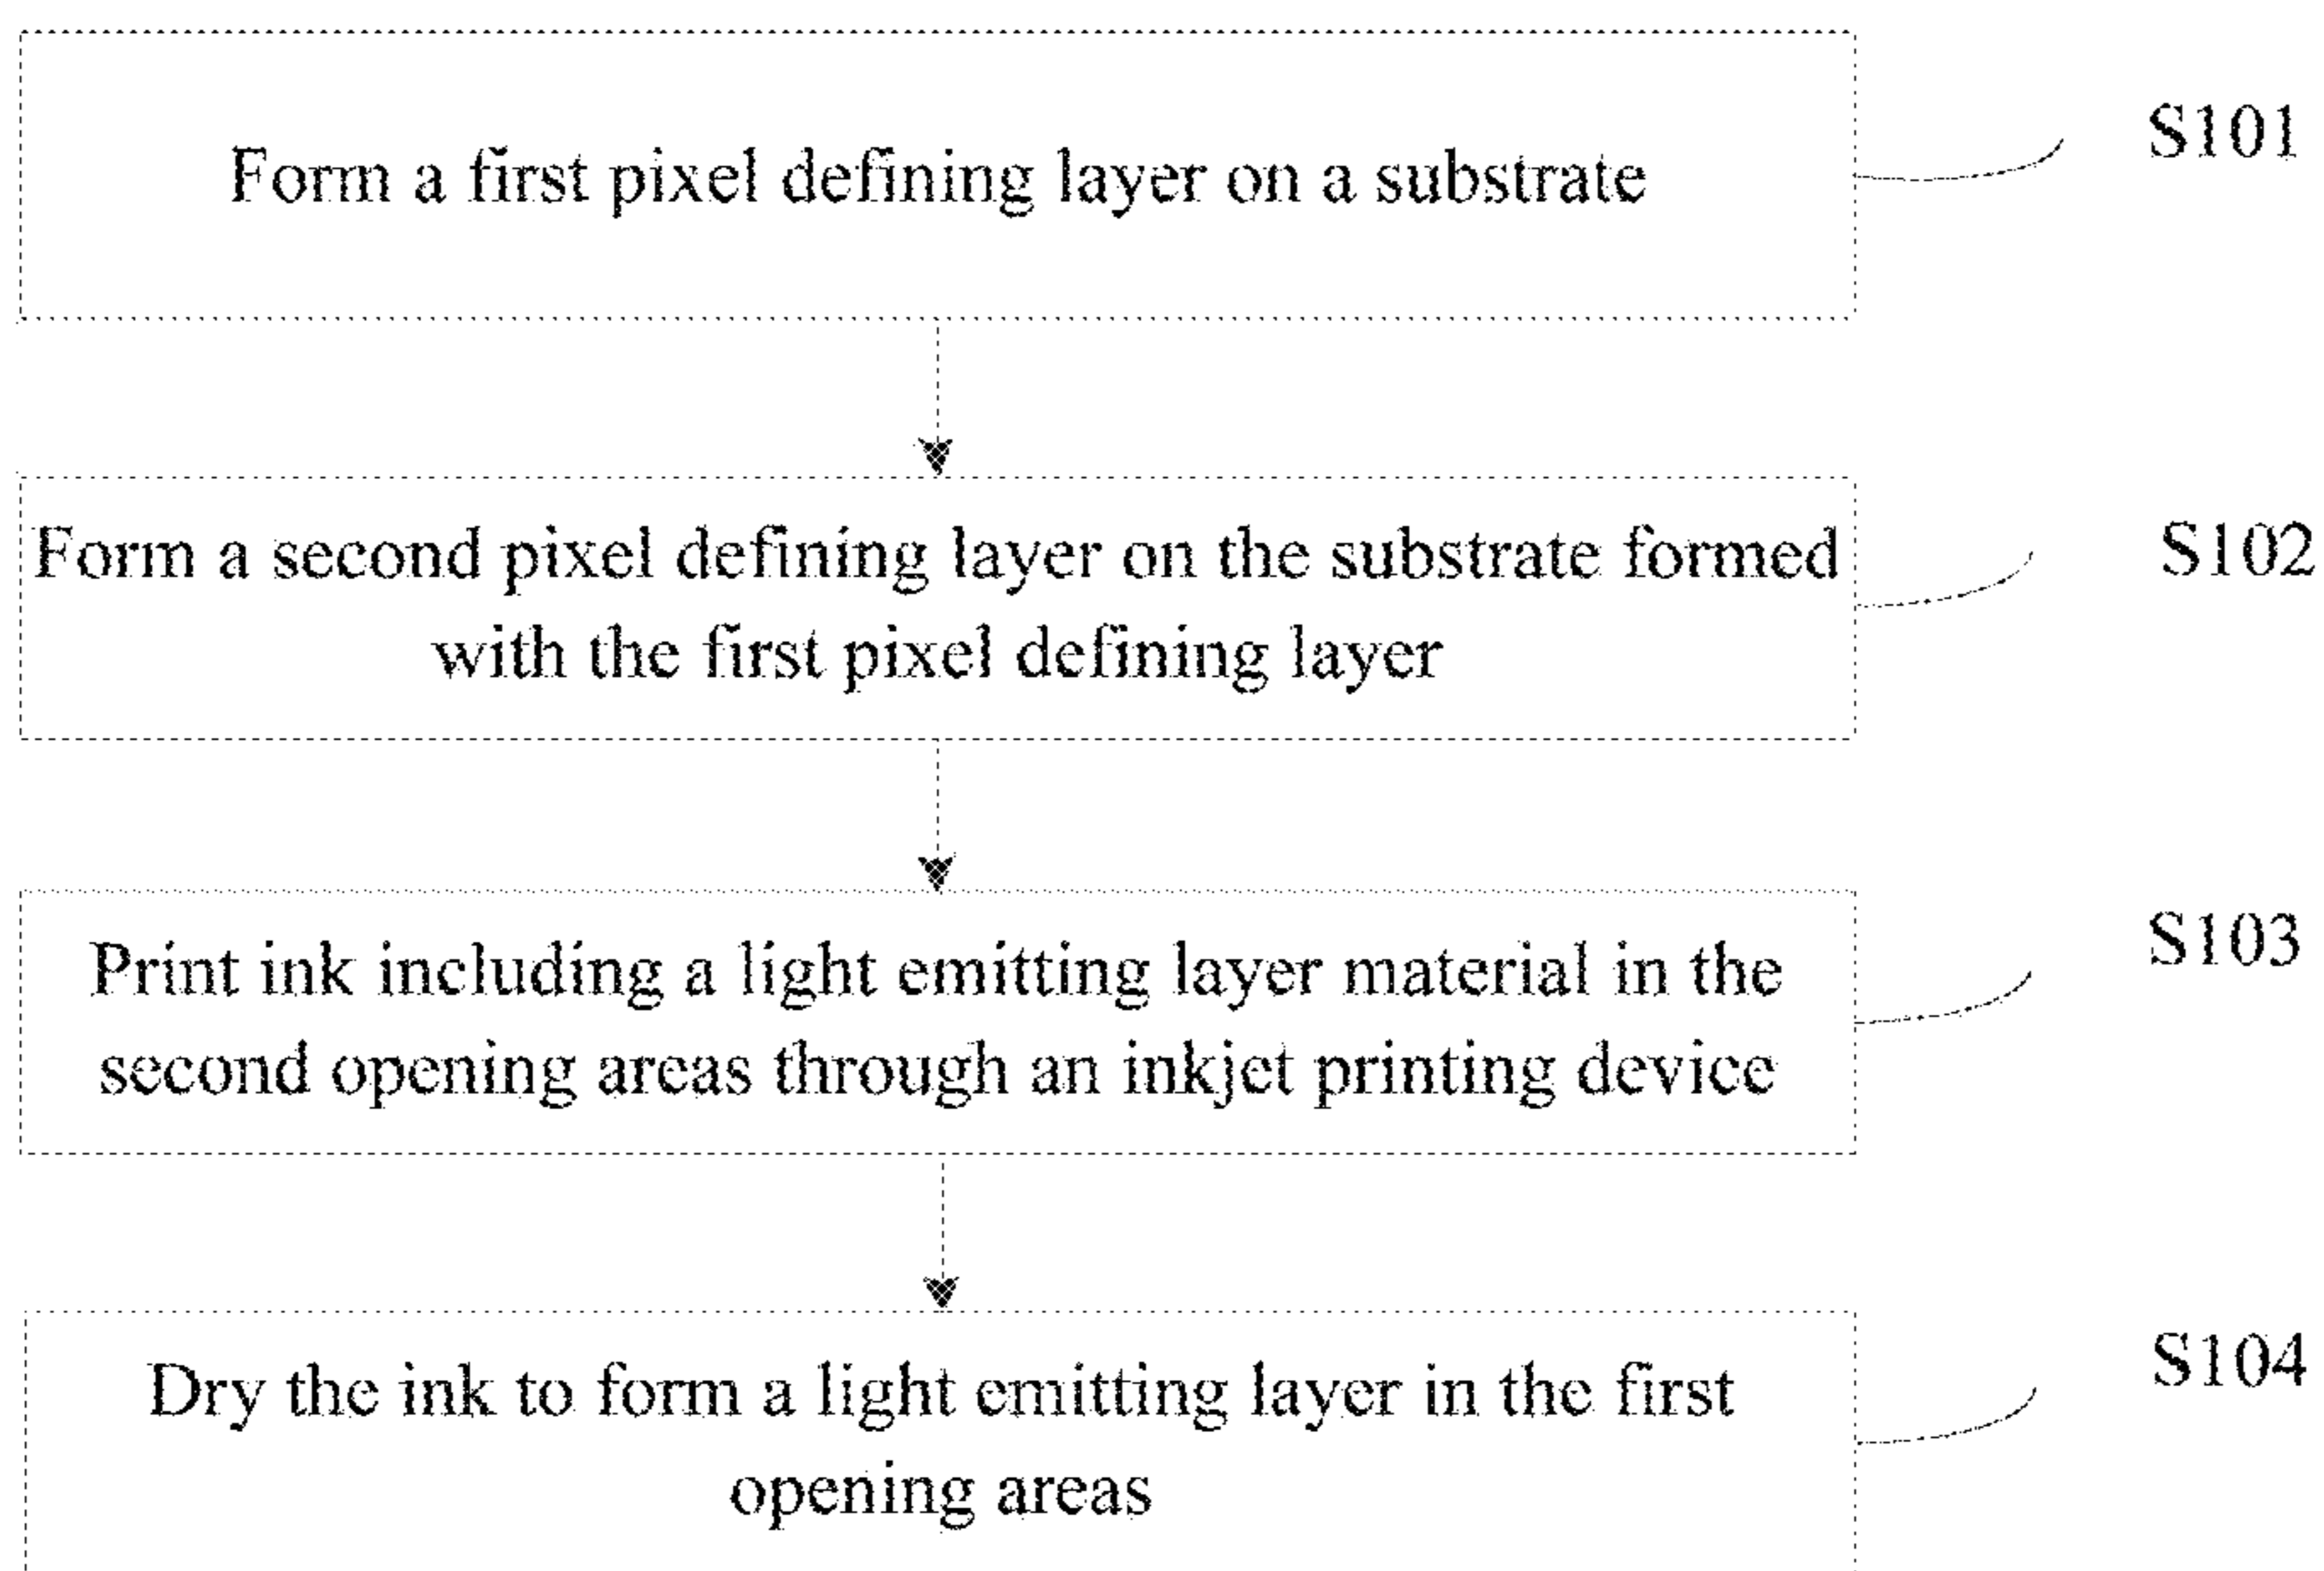 Form a first pixel defining layer on a substrate
S101
Form a second pixel defining layer on the substrate formed
with the first pixel defining layer
S102
Print ink including a light emitting layer material in the
second opening areas through an inkjet printing device
S103
Dry the ink to form a light emitting layer in the first
opening areas
S104